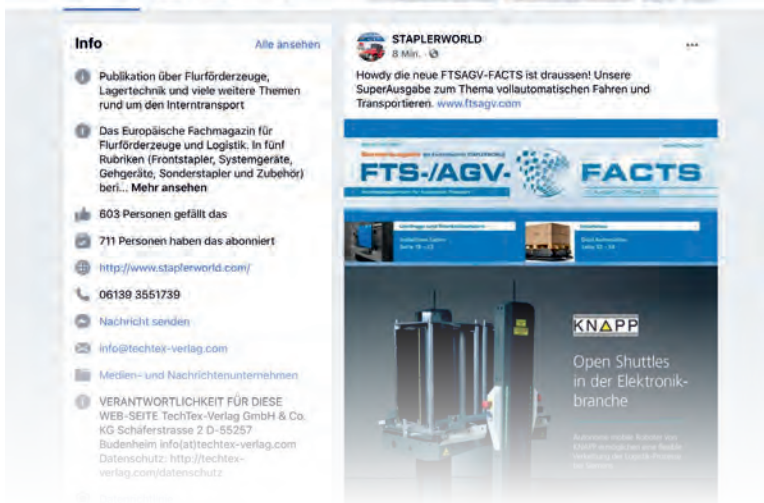 Info
Alle ansehen
Publikation über Flurförderzeuge,
Lagertechnik und viele weitere Themen
rund um den Interntransport
Das Europäische Fachmagazin für
Flurförderzeuge und Logistik. In fünf
Rubriken (Frontstapler, Systemgeräte,
Gehgeräte, Sonderstapler und Zubehör)
beri... Mehr ansehen
603 Personen gefällt das
711 Personen haben das abonniert
http://www.staplerworld.com/
06139 3551739
Nachricht senden
info@techtex-verlag.com
Medien- und Nachrichtenunternehmen
VERANTWORTLICHKEIT FÜR DIESE
WEB-SEITE TechTex-Verlag GmbH & Co.
KG Schäferstrasse 2 D-55257
Budenheim info(at)techtex-verlag.com
Datenschutz: http://techtex-
verlag.com/datenschutz
STAPLERWORLD
8 Min.
Howdy die neue FTSAGV-FACTS ist draussen! Unsere
SuperAusgabe zum Thema vollautomatischen Fahren und
Transportieren. www.ftsagv.com
FTS-/AGV-
FACTS
KNAPP
Open Shuttles
in der Elektronik-
branche